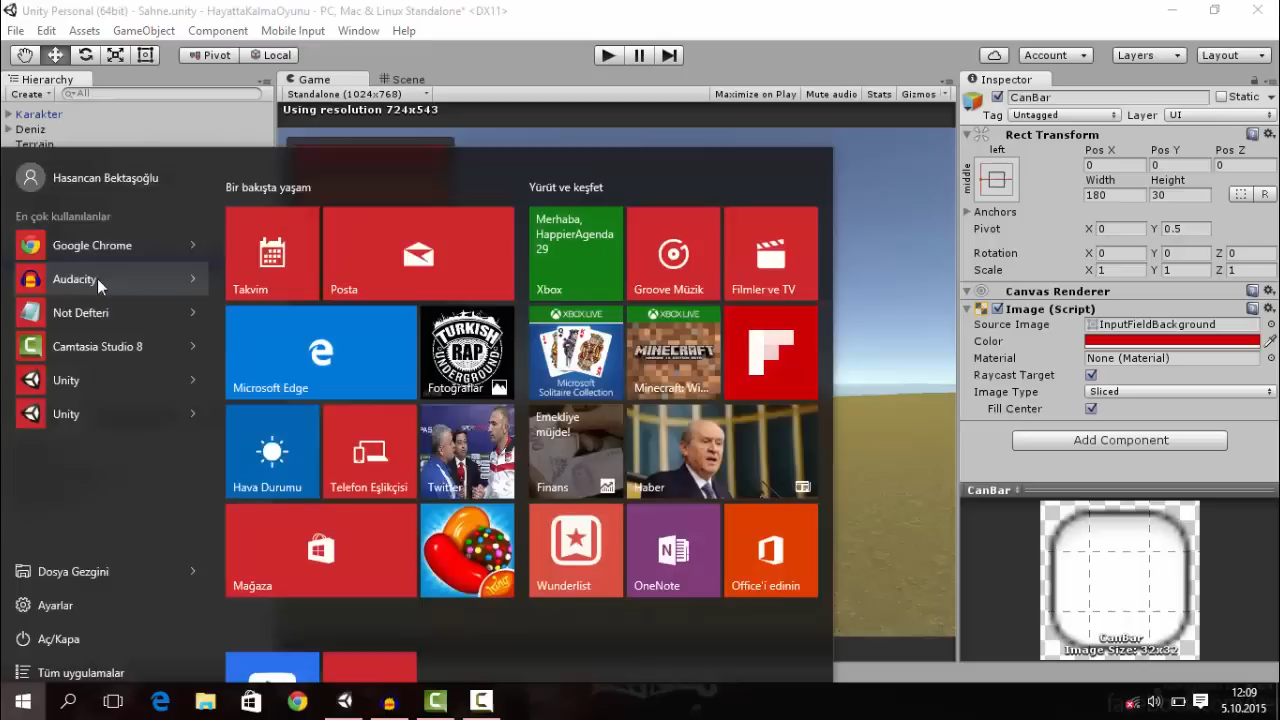 Unity Personal (64bit) - Sahne.unity - HayattaKalmaOyunu - PC, Mac & Linux Standalone* <DX11>
File Edit Assets GameObject Component Mobile Input Window Help
Pivot Local Account Layers Layout
Hierarchy
Create All
Karakter
Deniz
Terrain
Game Scene
Standalone (1024x768) Maximize on Play Mute audio Stats Gizmos
Using resolution 724x543
Inspector
CanBar Static
Tag Untagged Layer UI
Rect Transform
left
middle
Pos X Pos Y Pos Z
0 0 0
Width Height
180 30 R
Anchors
Pivot X 0 Y 0.5
Rotation X 0 Y 0 Z 0
Scale X 1 Y 1 Z 1
Canvas Renderer
Image (Script)
Source Image InputFieldBackground
Color
Material None (Material)
Raycast Target
Image Type Sliced
Fill Center
Add Component
CanBar
CanBar
Image Size: 32x32
Hasancan Bektaşoğlu
En çok kullanılanlar
Google Chrome
Audacity
Not Defteri
Camtasia Studio 8
Unity
Unity
Dosya Gezgini
Ayarlar
Aç/Kapa
Tüm uygulamalar
Bir bakışta yaşam
Takvim
Posta
Microsoft Edge
TURKISH
RAP
UNDERGROUND
Fotoğraflar
Hava Durumu
Telefon Eşlikçisi
Twitter
Mağaza
King
Yürüt ve keşfet
Merhaba,
HappierAgenda
29
Xbox
Groove Müzik
Filmler ve TV
XBOX LIVE
Microsoft
Solitaire Collection
XBOX LIVE
MINECRAFT
Minecraft: Wi...
Emekliye
müjde!
Finans
Haber
Wunderlist
OneNote
Office'i edinin
12:09
5.10.2015